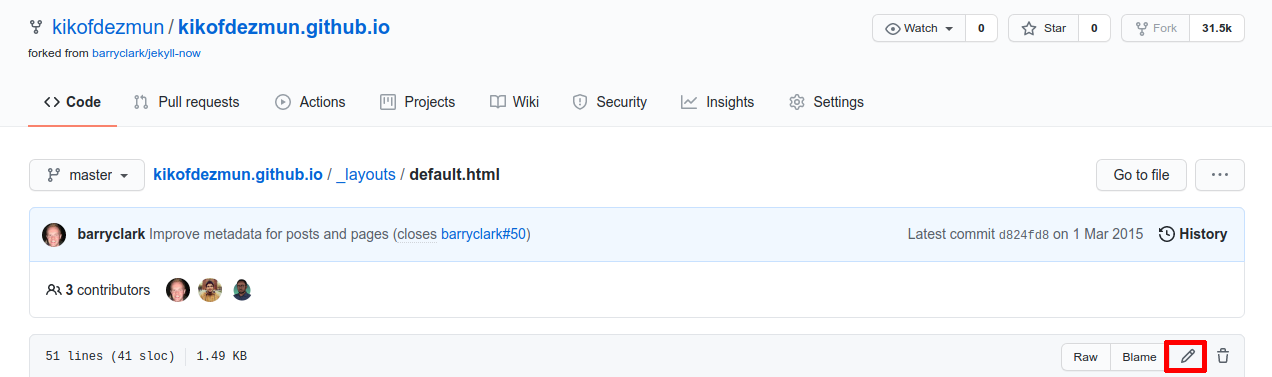 kikofdezmun / kikofdezmun.github.io Watch 0 Star 0 Fork 31.5k
forked from barryclark/jekyll-now
Code Pull requests Actions Projects Wiki Security Insights Settings
master kikofdezmun.github.io / _layouts / default.html Go to file ...
barryclark Improve metadata for posts and pages (closes barryclark#50) Latest commit d824fd8 on 1 Mar 2015 History
3 contributors
51 lines (41 sloc) 1.49 KB Raw Blame